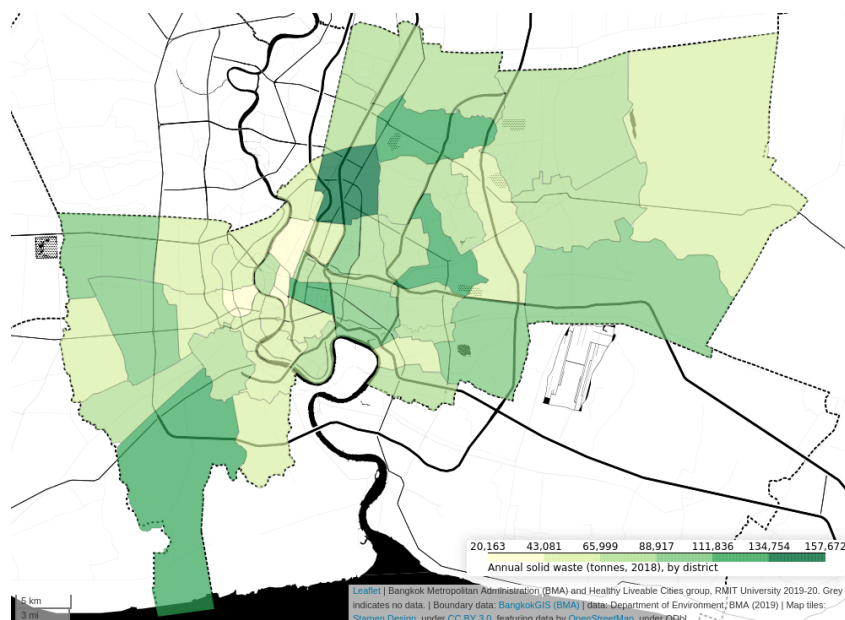 20,163 43,081 65,999 88,917 111,836 134,754 157,672
Annual solid waste (tonnes, 2018), by district
5 km
3 mi
Leaflet | Bangkok Metropolitan Administration (BMA) and Healthy Liveable Cities group, RMIT University 2019-20. Grey
indicates no data. | Boundary data: BangkokGIS (BMA) | data: Department of Environment, BMA (2019) | Map tiles:
Stamen Design, under CC BY 3.0, featuring data by OpenStreetMap, under ODbL